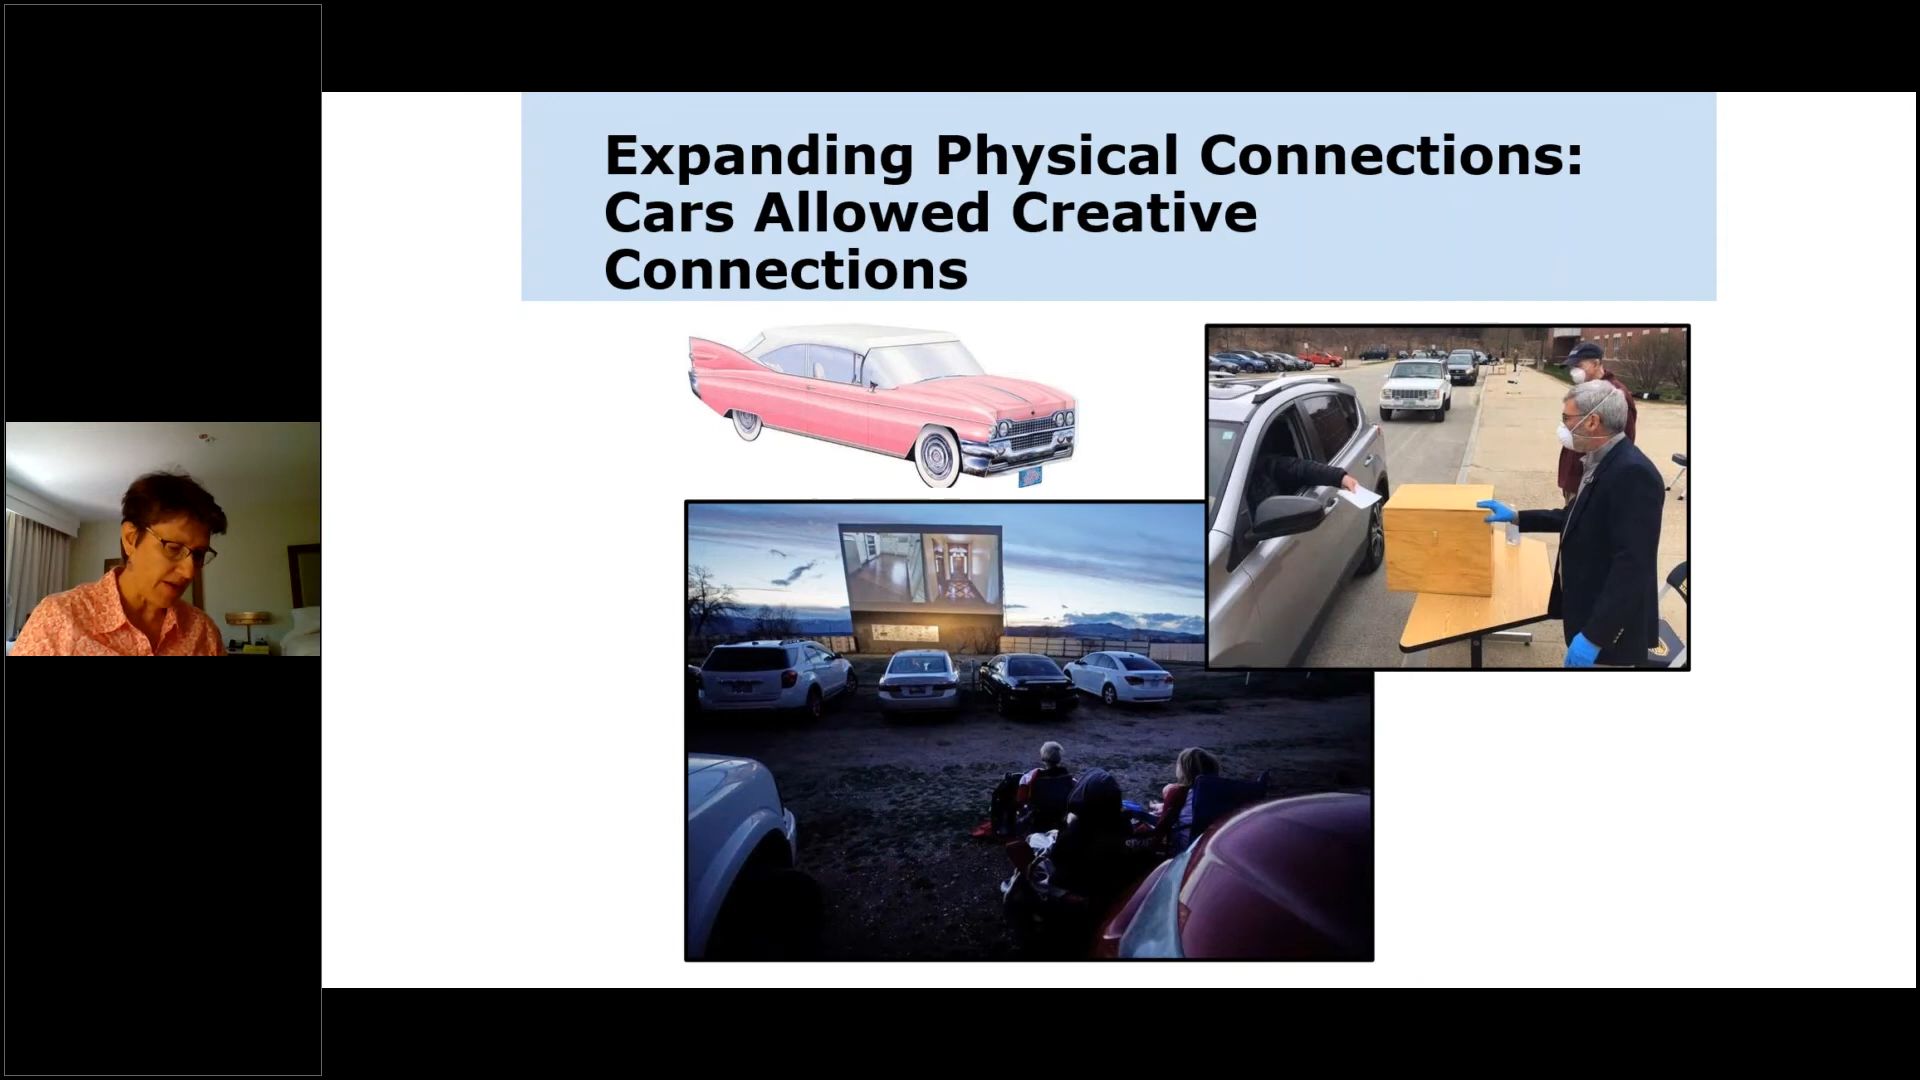 Expanding Physical Connections:
Cars Allowed Creative
Connections